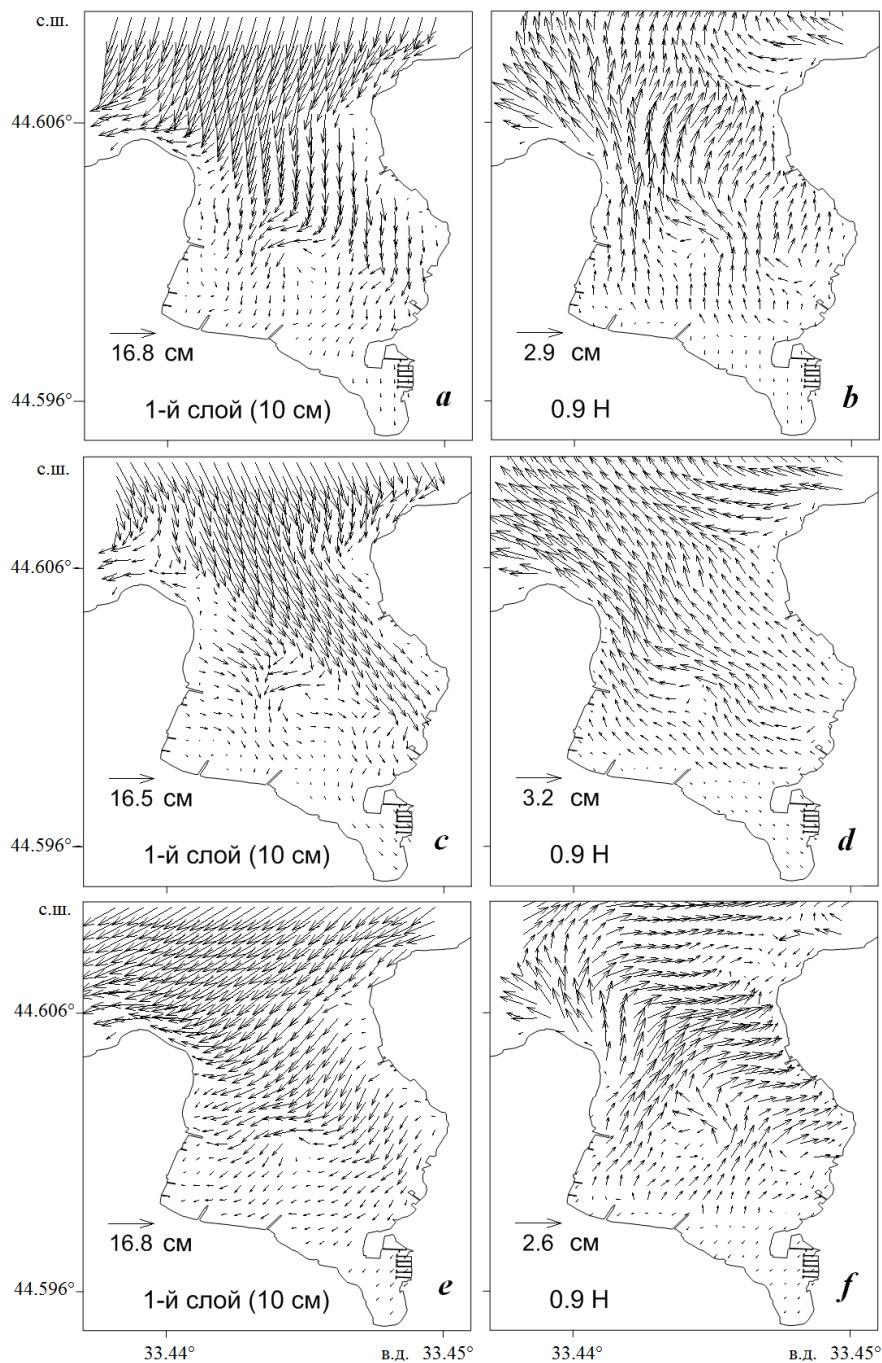 с.ш.
44.606°
16.8 см
44.596°
1-й слой (10 см)
a
2.9 см
0.9 H
b
с.ш.
44.606°
16.5 см
44.596°
1-й слой (10 см)
c
3.2 см
0.9 H
d
с.ш.
44.606°
16.8 см
44.596°
1-й слой (10 см)
e
2.6 см
0.9 H
f
33.44° в.д. 33.45°
33.44° в.д. 33.45°